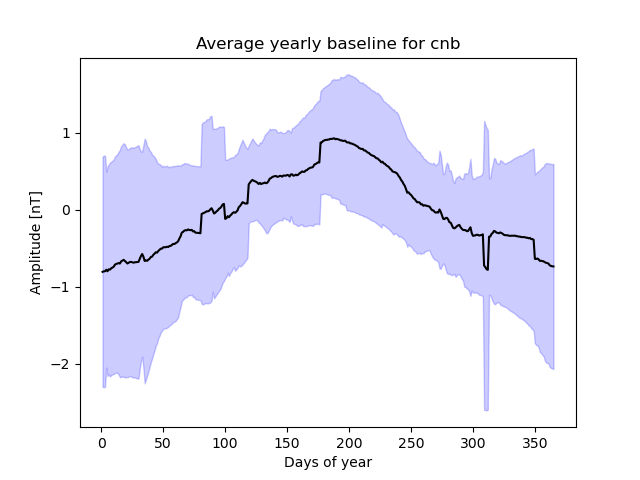 Average yearly baseline for cnb
Amplitude [nT]
1
0
−1
−2
0 50 100 150 200 250 300 350
Days of year